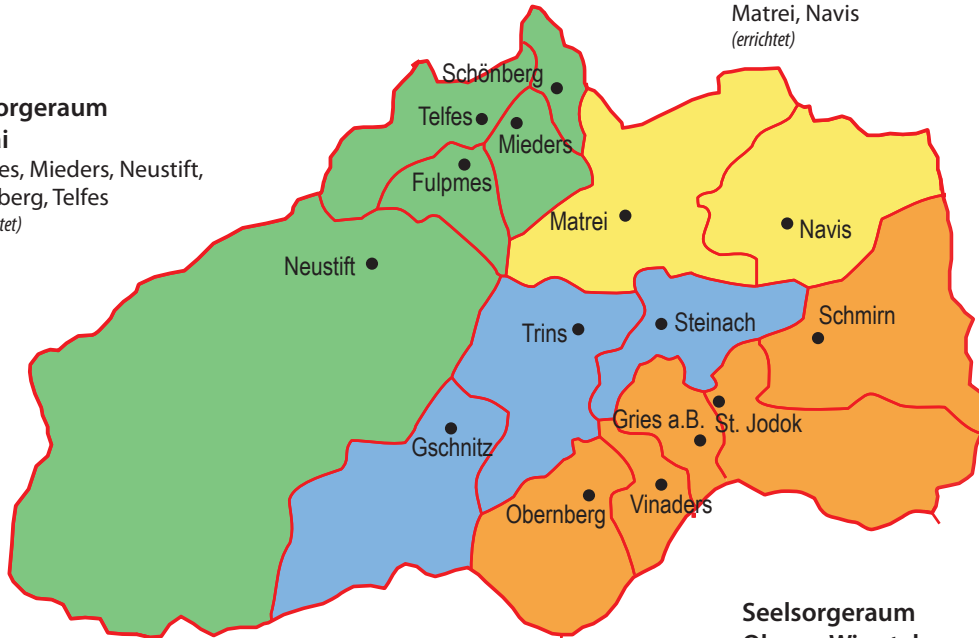 Matrei, Navis
(errichtet)
orgeraum
es, Mieders, Neustift,
berg, Telfes
tet)
Schönberg
Telfes
Mieders
Fulpmes
Matrei
Navis
Neustift
Trins
Steinach
Schmirn
Gries a.B.
St. Jodok
Gschnitz
Obernberg
Vinaders
Seelsorgeraum